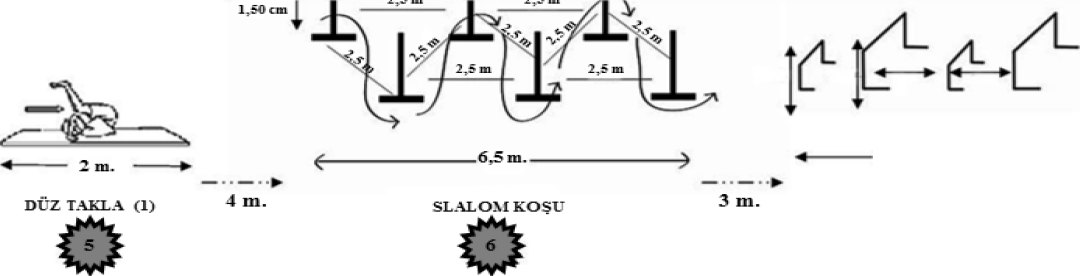 2,5 m 2,5 m
1,50 cm
2,5 m 2,5 m 2,5 m 2,5 m 2,5 m
2,5 m 2,5 m
6,5 m.
2 m.
4 m. 3 m.
DÜZ TAKLA (1) SLALOM KOŞU
5 6